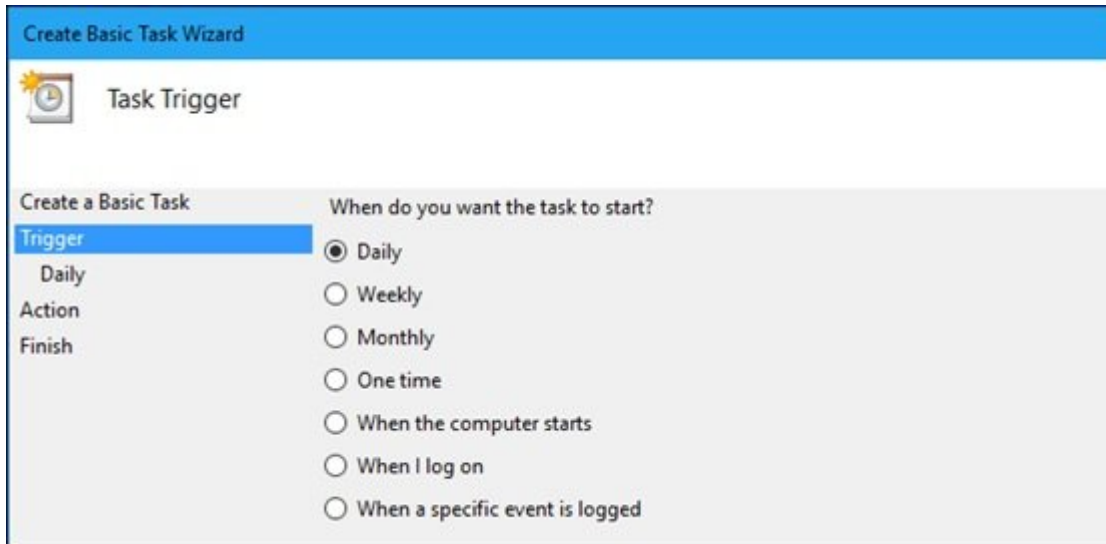 Create Basic Task Wizard
Task Trigger
Create a Basic Task
Trigger
Daily
Action
Finish
When do you want the task to start?
Daily
Weekly
Monthly
One time
When the computer starts
When I log on
When a specific event is logged